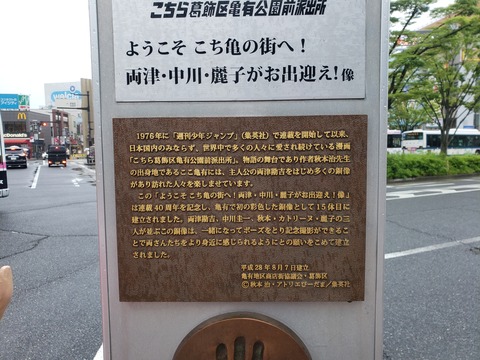 こちら葛飾区亀有公園前派出所
ようこそ こち亀の街へ！
両津・中川・麗子がお出迎え！像
1976年に「週刊少年ジャンプ」（集英社）で連載を開始して以来、
日本国内のみならず、世界中で多くの人々に愛され続けている漫画
「こちら葛飾区亀有公園前派出所」。物語の舞台であり作者秋本治先生
の出身地であるここ亀有には、主人公の両津勘吉をはじめ多くの銅像
があり訪れた人々を楽しませています。
この「ようこそこち亀の街へ！両津・中川・麗子がお出迎え！像」
は連載40周年を記念し、亀有で初の彩色した銅像として15体目に
建立されました。両津勘吉、中川圭一、秋本・カトリーヌ・麗子の三
人が並ぶこの銅像は、一緒になってポーズをとり記念撮影ができるこ
とで両さんたちをより身近に感じられるようにとの願いをこめて建立
されました。
平成28年8月7日建立
亀有地区商店街協議会・葛飾区
©秋本 治・アトリエびーだま／集英社
McDonald's